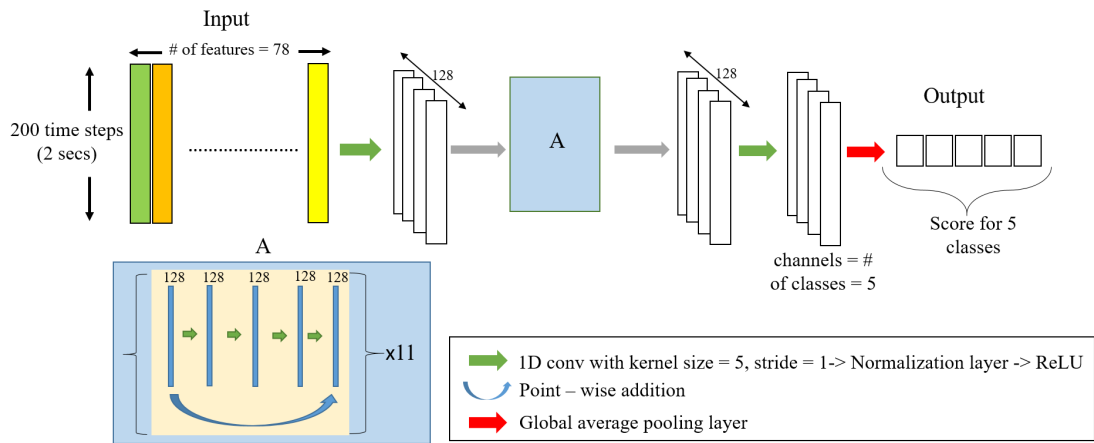 Input
# of features = 78
200 time steps
(2 secs)
128
A
128
Output
Score for 5
classes
channels = #
of classes = 5
A
128 128 128 128 128
x11
1D conv with kernel size = 5, stride = 1-> Normalization layer -> ReLU
Point – wise addition
Global average pooling layer